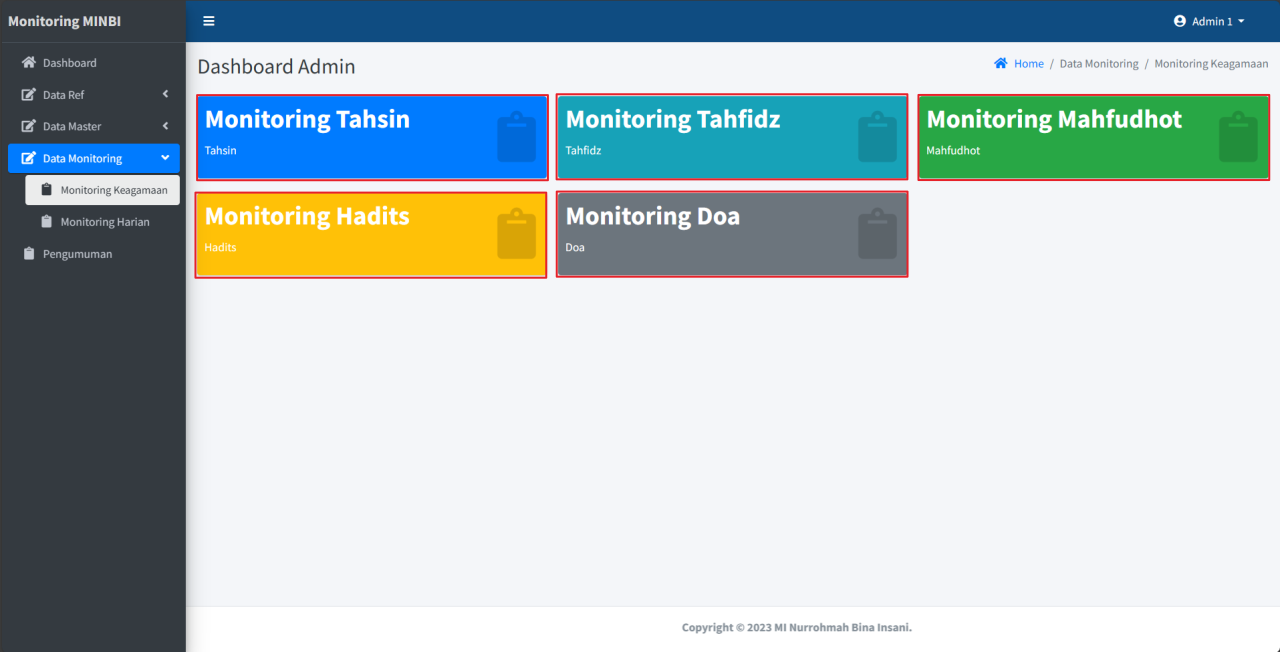 Monitoring MINBI
Admin 1
Dashboard
Data Ref
Data Master
Data Monitoring
Monitoring Keagamaan
Monitoring Harian
Pengumuman
Dashboard Admin
Home / Data Monitoring / Monitoring Keagamaan
Monitoring Tahsin
Tahsin
Monitoring Tahfidz
Tahfidz
Monitoring Mahfudhot
Mahfudhot
Monitoring Hadits
Hadits
Monitoring Doa
Doa
Copyright © 2023 MI Nurrohmah Bina Insani.